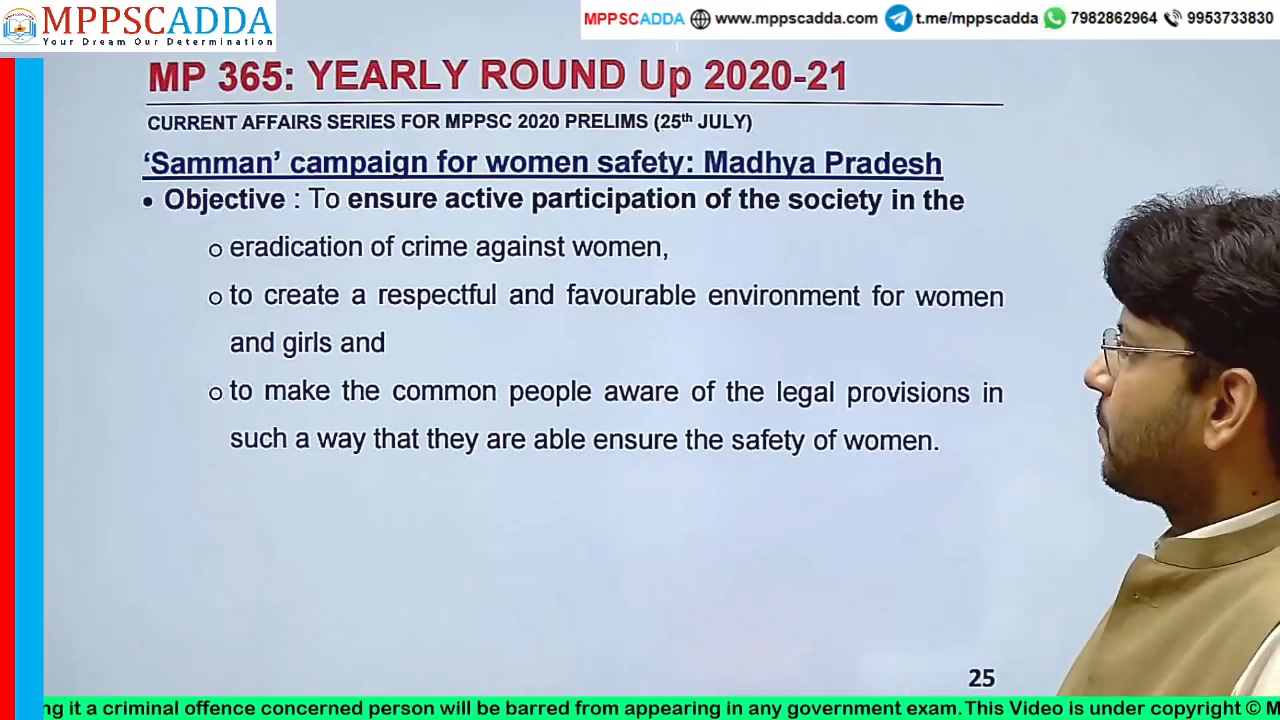 MPPSCADDA
Your Dream Our Determination
MPPSCADDA www.mppscadda.com t.me/mppscadda 7982862964 9953733830
MP 365: YEARLY ROUND Up 2020-21
CURRENT AFFAIRS SERIES FOR MPPSC 2020 PRELIMS (25th JULY)
‘Samman’ campaign for women safety: Madhya Pradesh
• Objective : To ensure active participation of the society in the
o eradication of crime against women,
o to create a respectful and favourable environment for women
and girls and
o to make the common people aware of the legal provisions in
such a way that they are able ensure the safety of women.
25
ng it a criminal offence concerned person will be barred from appearing in any government exam. This Video is under copyright © M